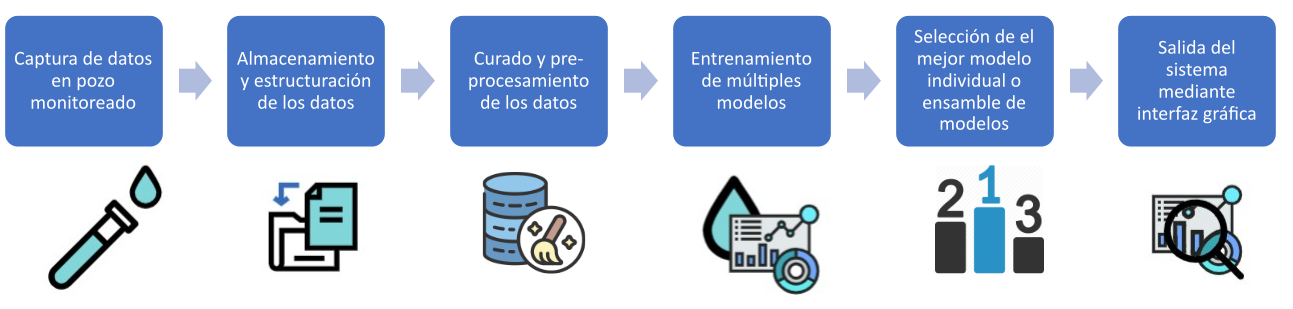 Captura de datos
en pozo
monitoreado
Almacenamiento
y estructuración
de los datos
Curado y pre-
procesamiento
de los datos
Entrenamiento
de múltiples
modelos
Selección de el
mejor modelo
individual o
ensamble de
modelos
Salida del
sistema
mediante
interfaz gráfica
2 1 3